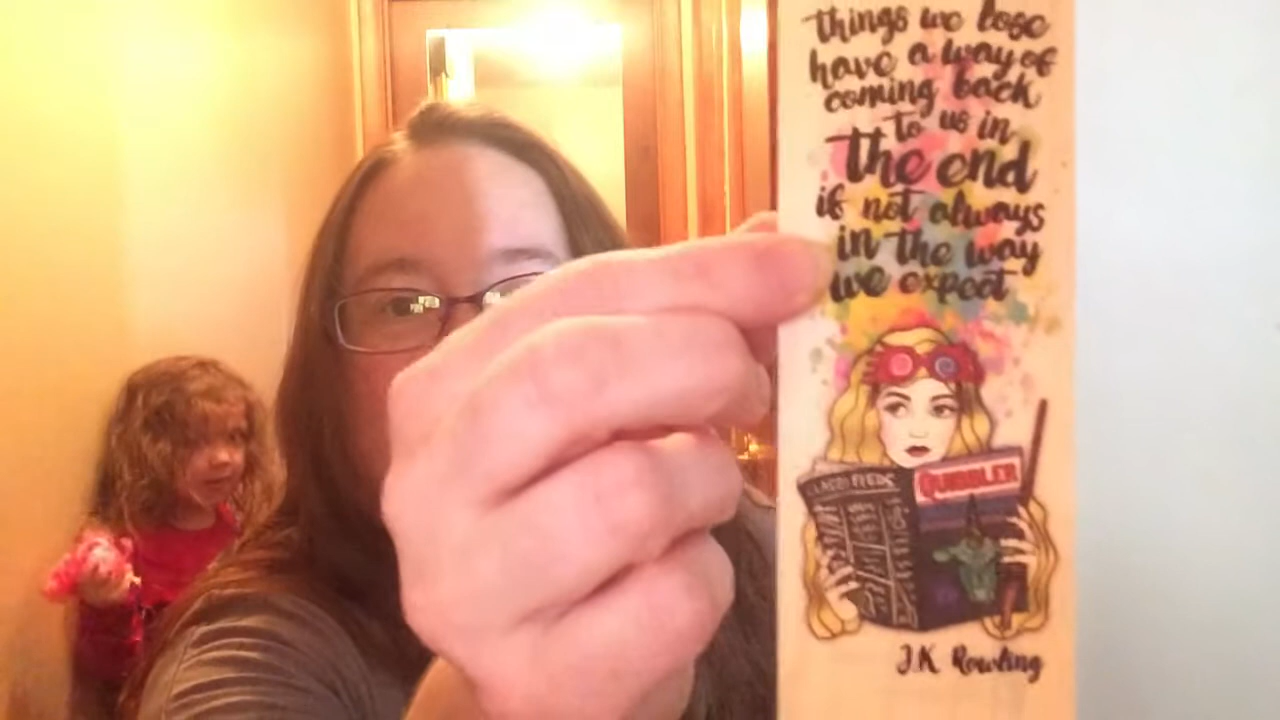 things we lose
have a way of
coming back
to us in
the end
if not always
in the way
we expect
CLASSIFIEDS
QUIBBLER
J.K. Rowling